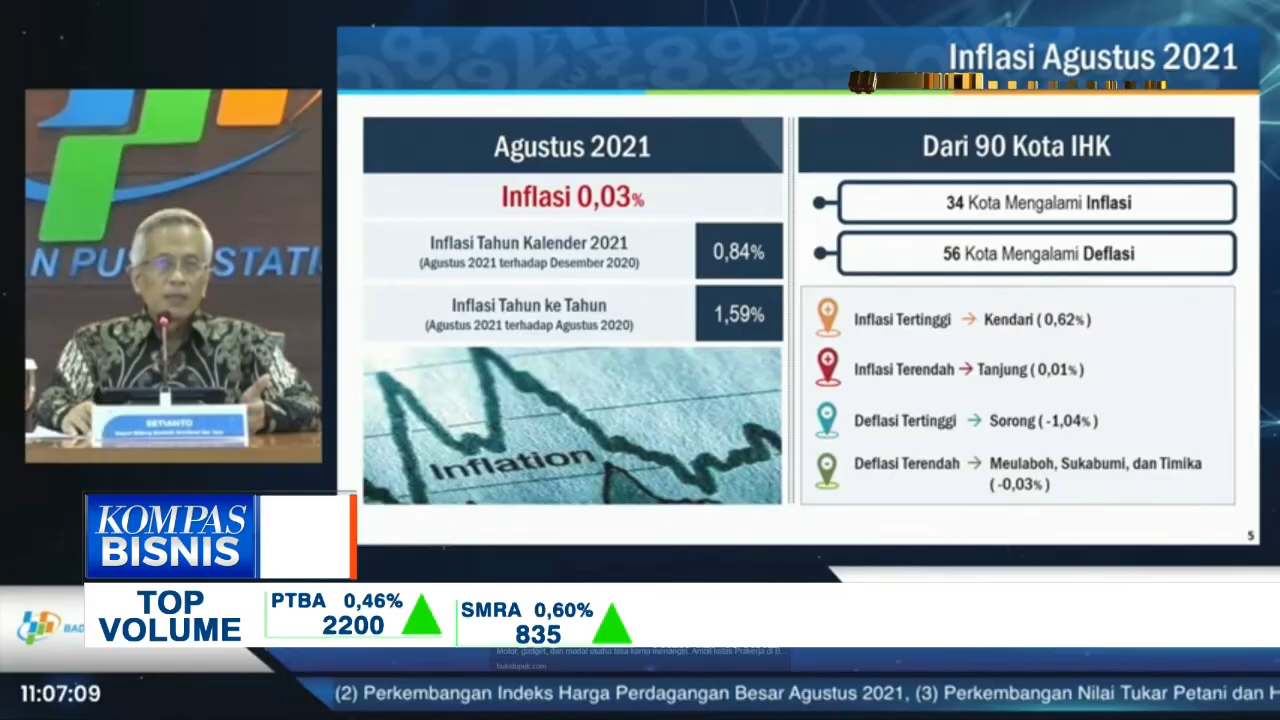 Inflasi Agustus 2021
Agustus 2021
Inflasi 0,03%
Inflasi Tahun Kalender 2021
(Agustus 2021 terhadap Desember 2020)
0,84%
Inflasi Tahun ke Tahun
(Agustus 2021 terhadap Agustus 2020)
1,59%
Inflation
Dari 90 Kota IHK
34 Kota Mengalami Inflasi
56 Kota Mengalami Deflasi
Inflasi Tertinggi → Kendari ( 0,62% )
Inflasi Terendah → Tanjung ( 0,01% )
Deflasi Tertinggi → Sorong ( -1,04% )
Deflasi Terendah → Meulaboh, Sukabumi, dan Timika
( -0,03% )
5
N PU STATI
SETIANTO
KOMPAS
BISNIS
TOP
VOLUME
PTBA 0,46%
2200
SMRA 0,60%
835
BAD
bukalapak.com
11:07:09
(2) Perkembangan Indeks Harga Perdagangan Besar Agustus 2021, (3) Perkembangan Nilai Tukar Petani dan H